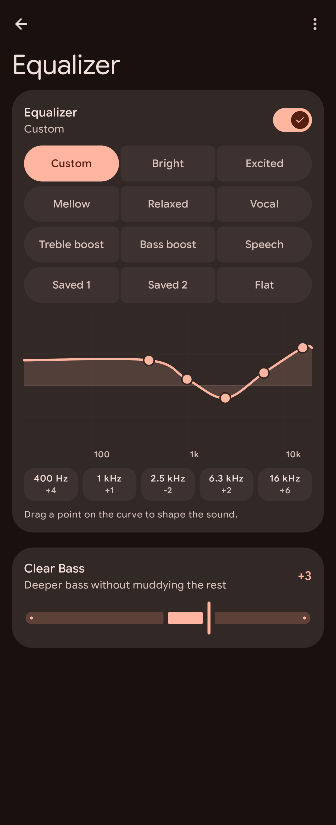 Equalizer
Equalizer
Custom
Custom
Bright
Excited
Mellow
Relaxed
Vocal
Treble boost
Bass boost
Speech
Saved 1
Saved 2
Flat
100
1k
10k
400 Hz
+4
1 kHz
+1
2.5 kHz
-2
6.3 kHz
+2
16 kHz
+6
Drag a point on the curve to shape the sound.
Clear Bass
Deeper bass without muddying the rest
+3